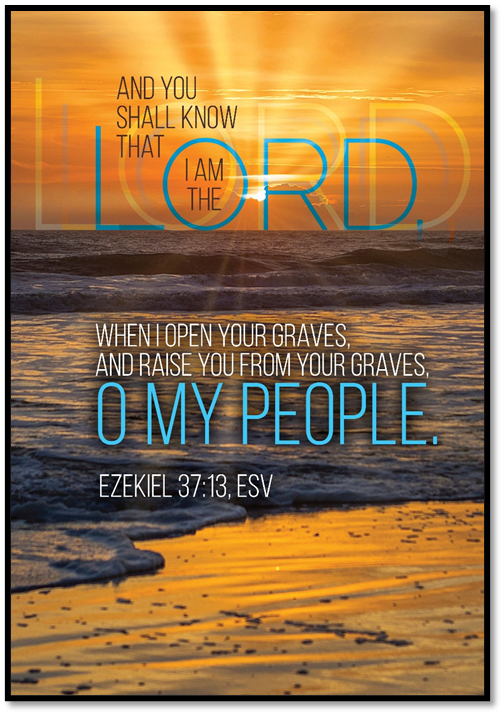 AND YOU
SHALL KNOW
THAT
I AM
THE
LORD,
WHEN I OPEN YOUR GRAVES,
AND RAISE YOU FROM YOUR GRAVES,
O MY PEOPLE.
EZEKIEL 37:13, ESV